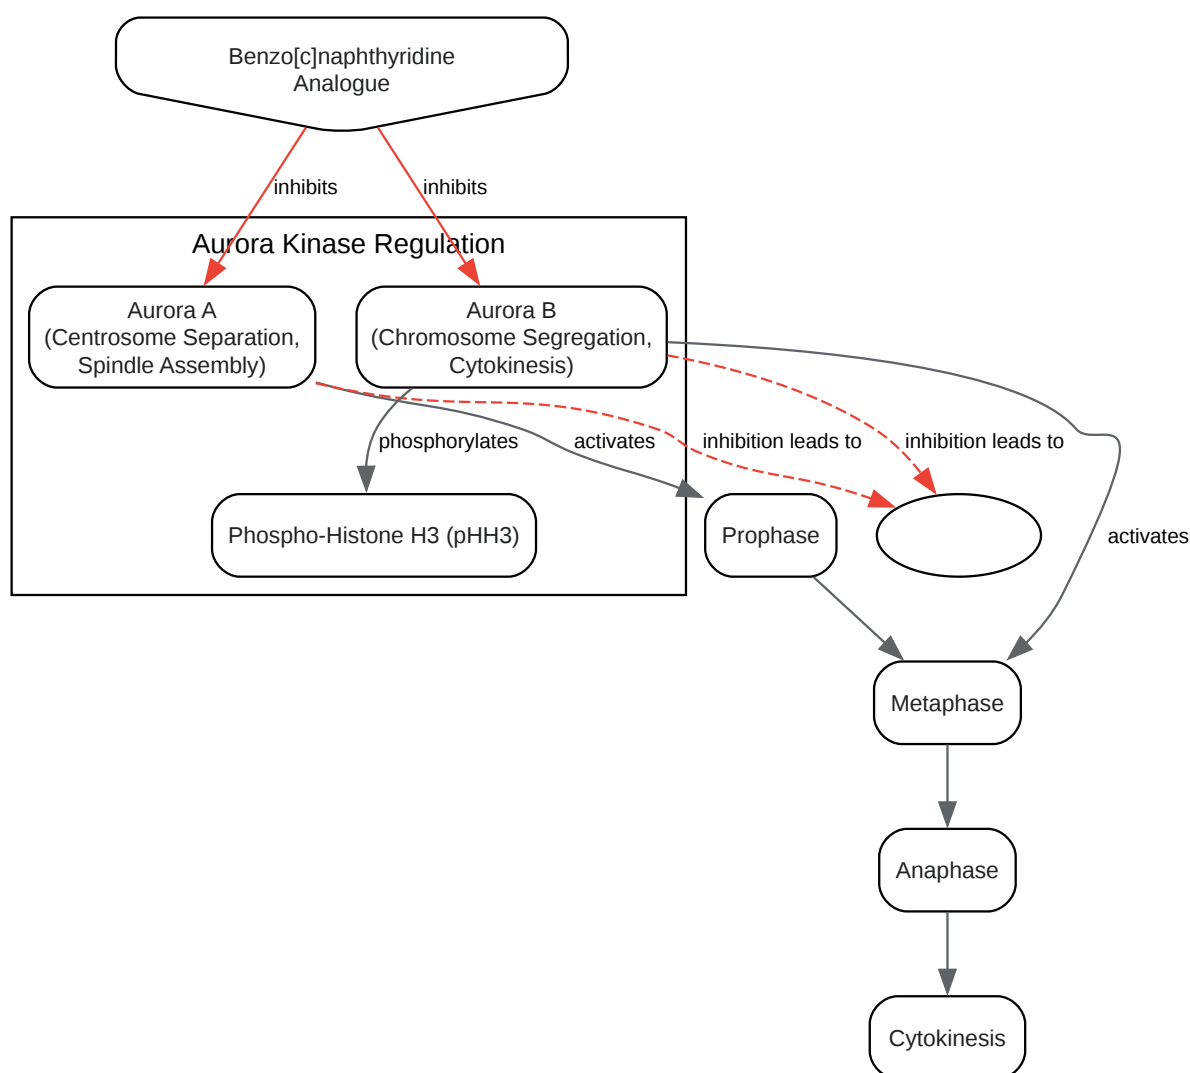 Benzo[c]naphthyridine
Analogue
inhibits
inhibits
Aurora Kinase Regulation
Aurora A
(Centrosome Separation,
Spindle Assembly)
Aurora B
(Chromosome Segregation,
Cytokinesis)
phosphorylates
activates
inhibition leads to
inhibition leads to
Phospho-Histone H3 (pHH3)
Prophase
activates
Metaphase
Anaphase
Cytokinesis